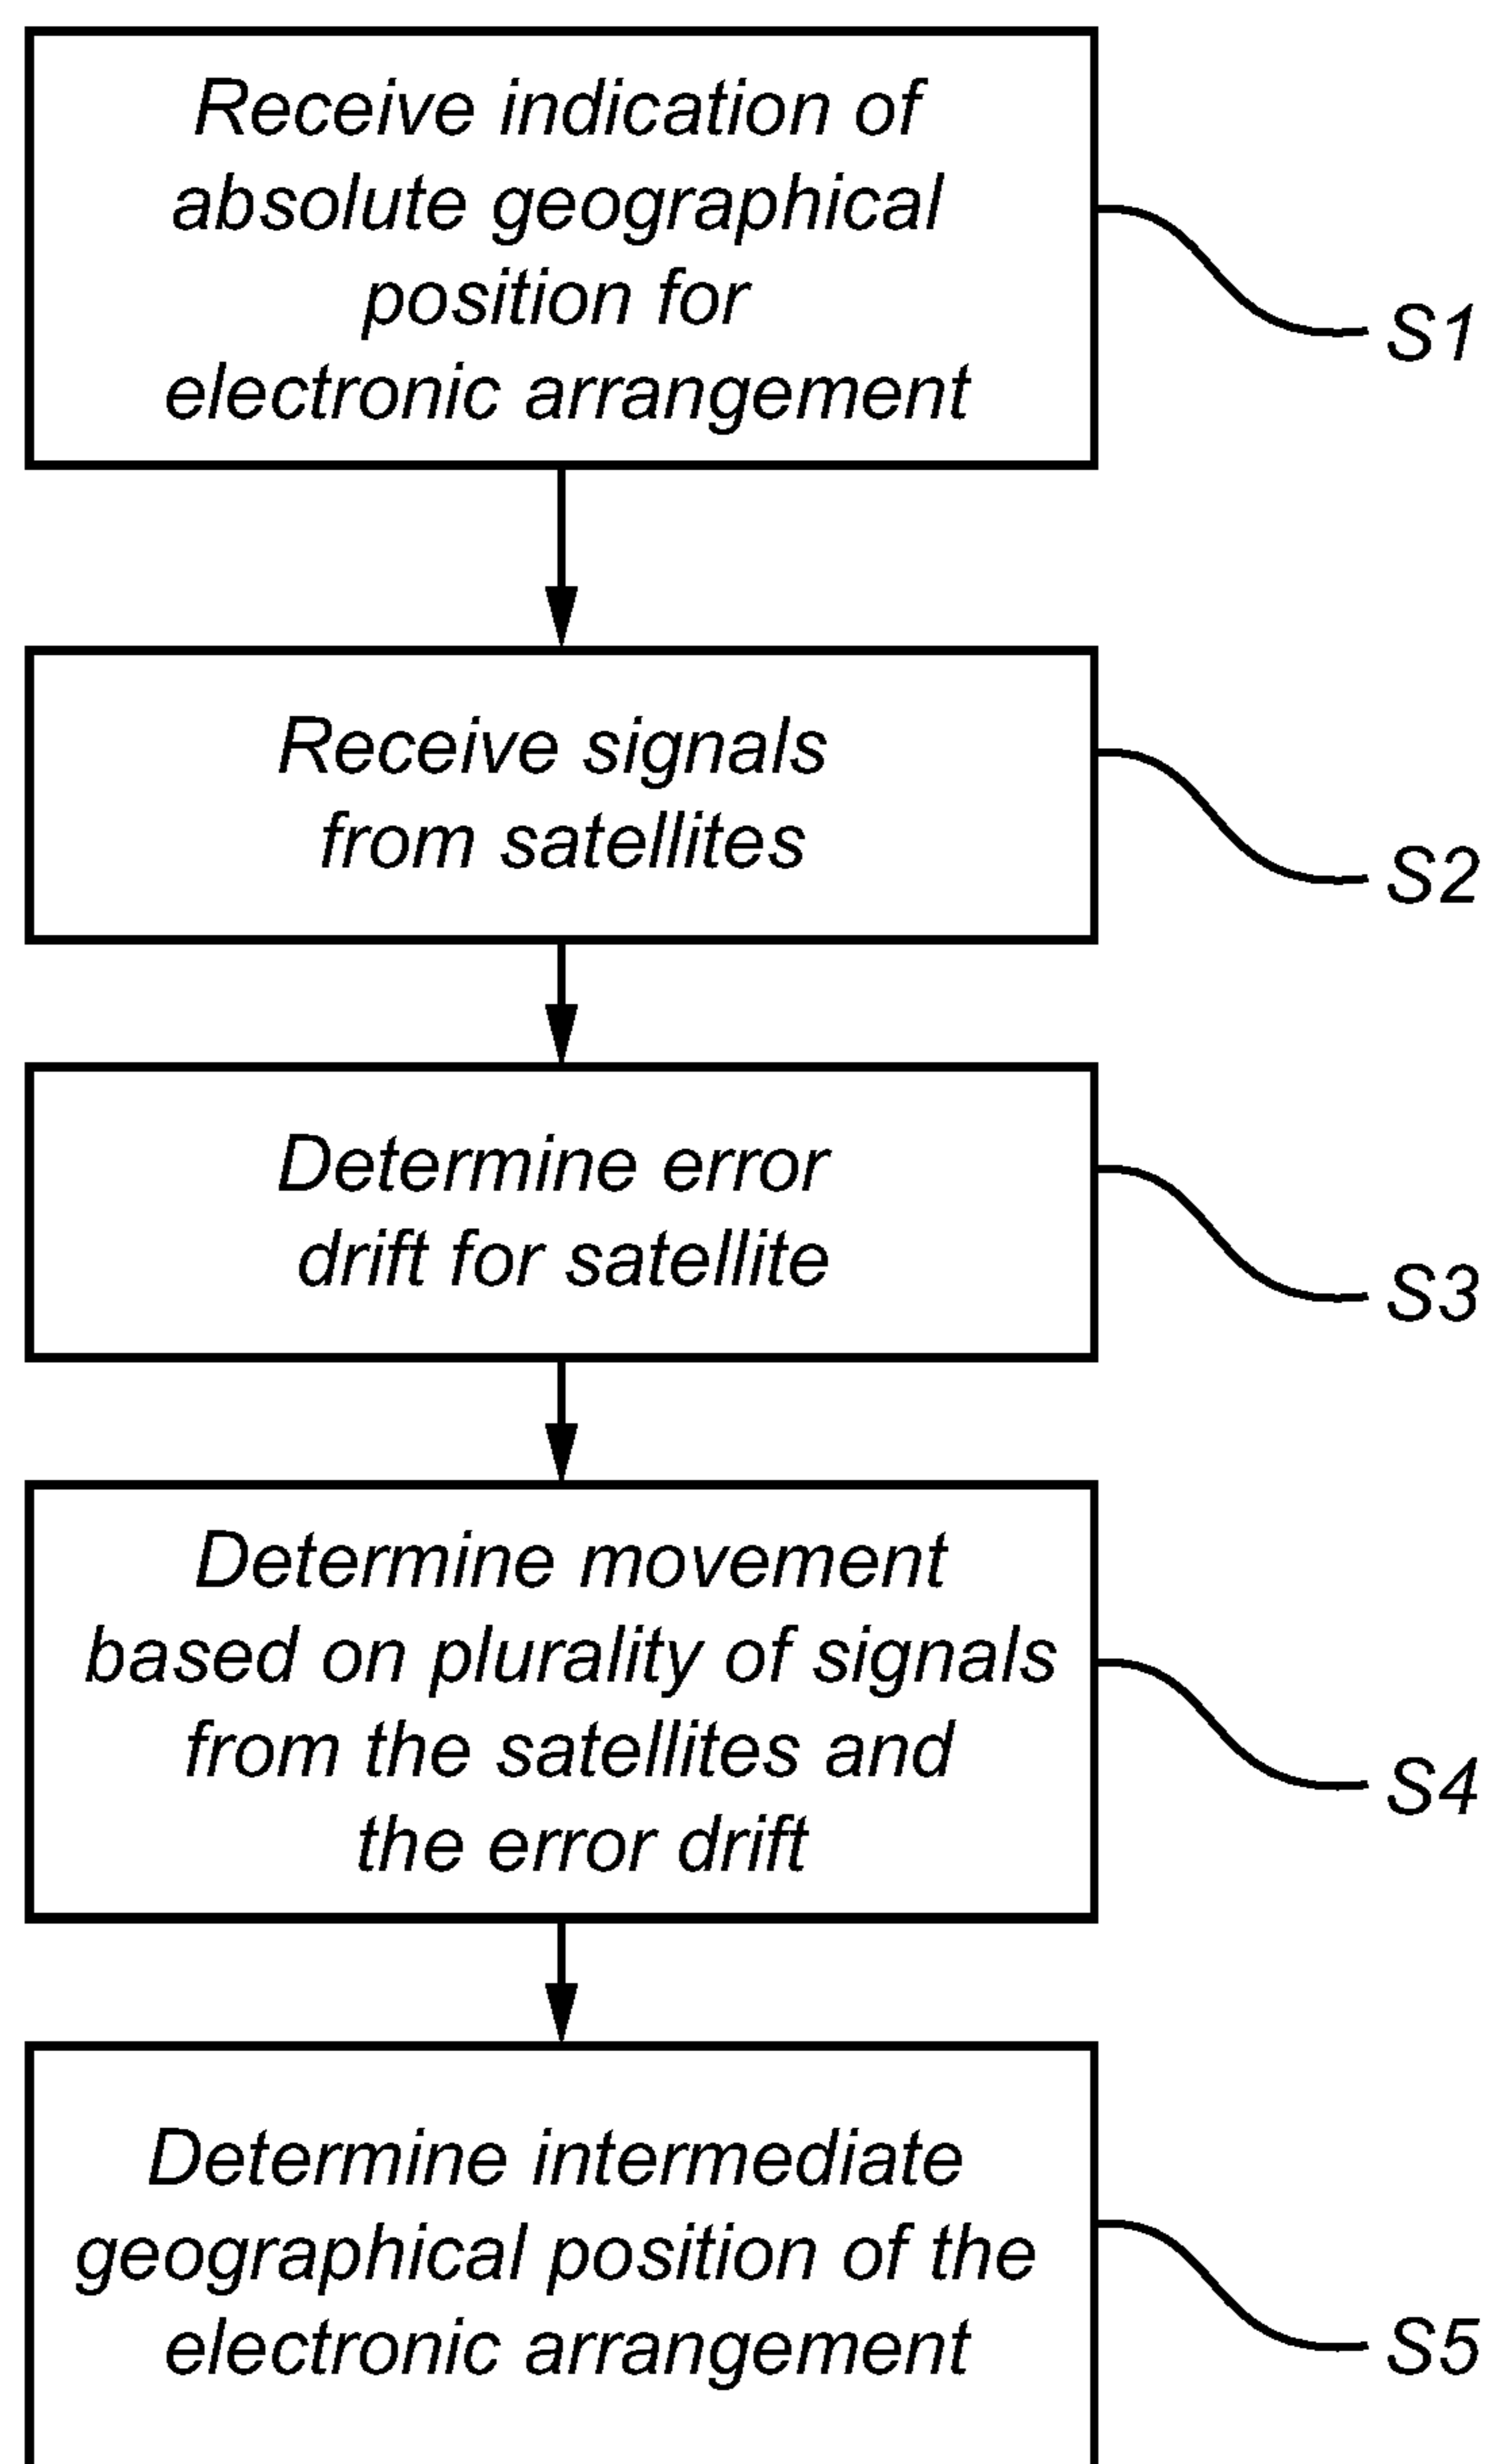 Receive indication of
absolute geographical
position for
electronic arrangement
S1
Receive signals
from satellites
S2
Determine error
drift for satellite
S3
Determine movement
based on plurality of signals
from the satellites and
the error drift
S4
Determine intermediate
geographical position of the
electronic arrangement
S5